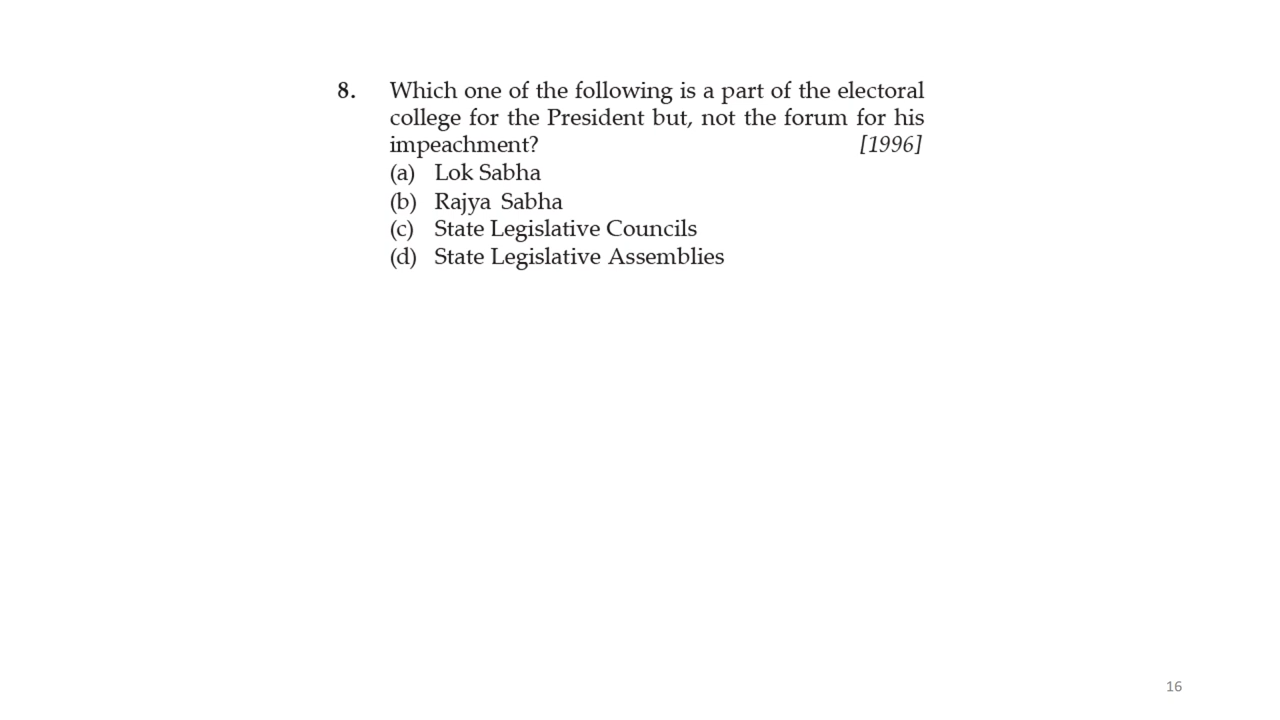 8. Which one of the following is a part of the electoral
college for the President but, not the forum for his
impeachment? [1996]
(a) Lok Sabha
(b) Rajya Sabha
(c) State Legislative Councils
(d) State Legislative Assemblies
16